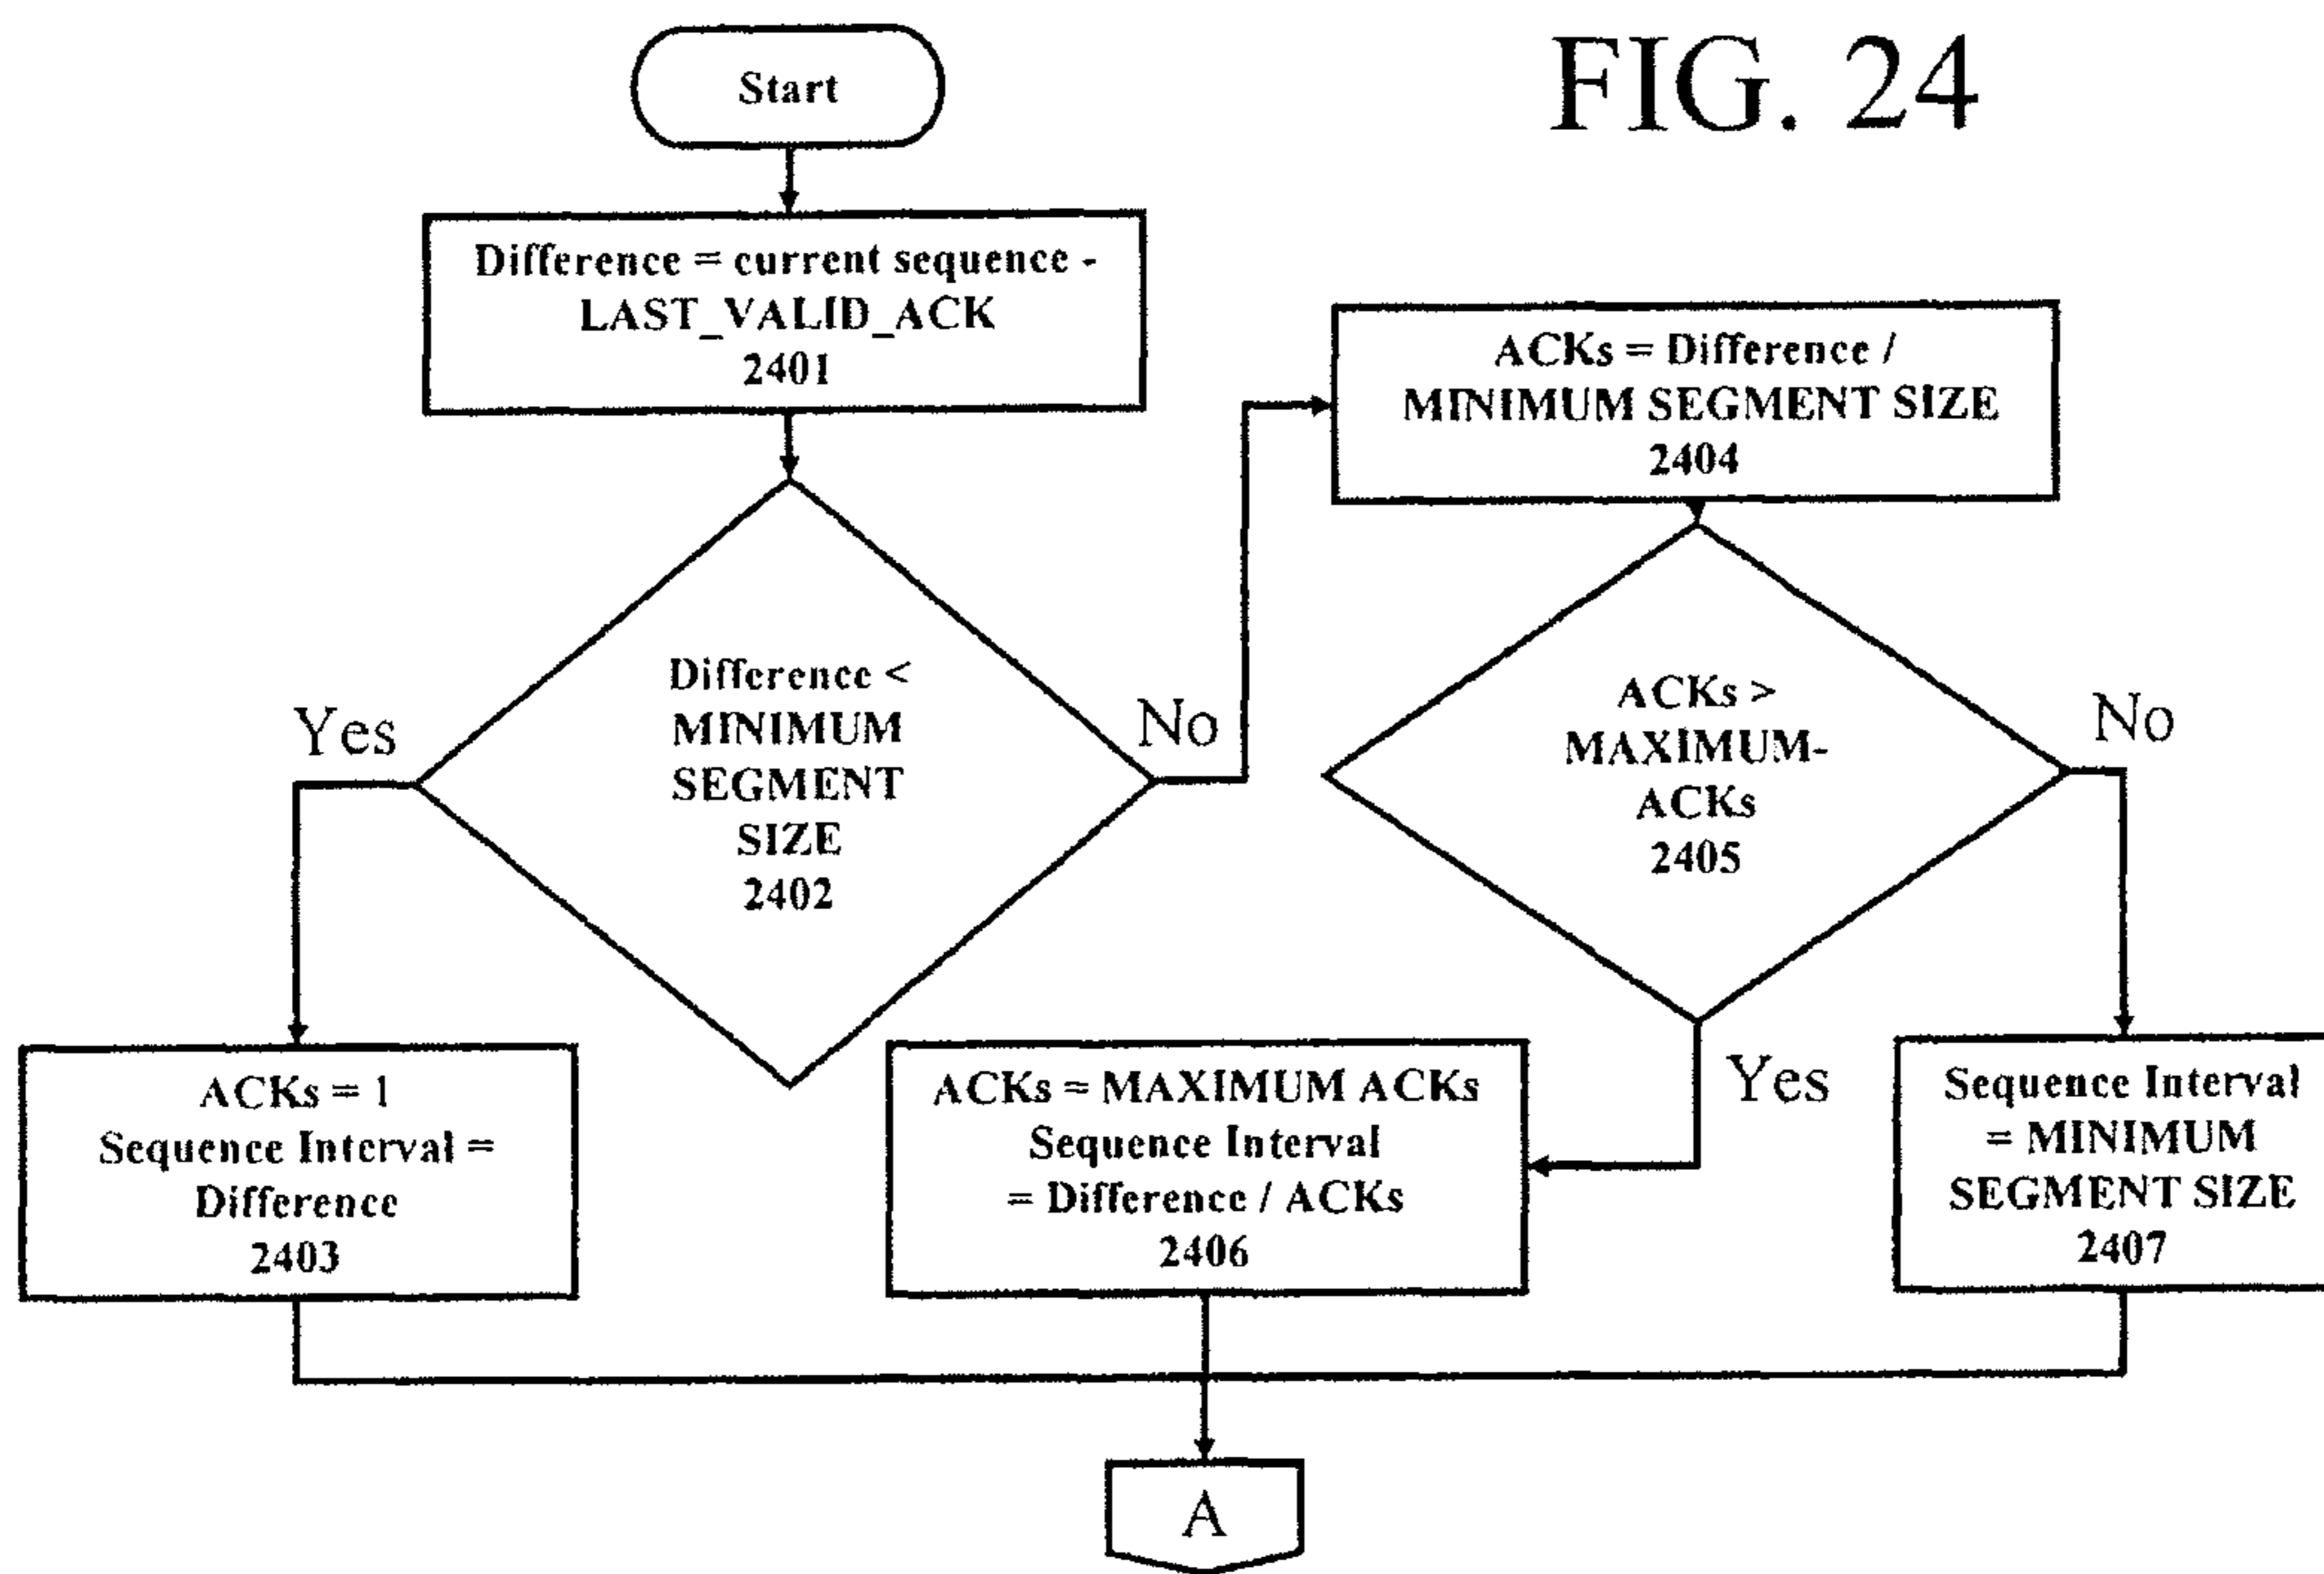 FIG. 24
Start
Difference = current sequence -
LAST_VALID_ACK
2401
Difference <
MINIMUM
SEGMENT
SIZE
2402
Yes
No
ACKs = 1
Sequence Interval =
Difference
2403
ACKs = Difference /
MINIMUM SEGMENT SIZE
2404
ACKs >
MAXIMUM-
ACKs
2405
No
Yes
ACKs = MAXIMUM ACKs
Sequence Interval
= Difference / ACKs
2406
Sequence Interval
= MINIMUM
SEGMENT SIZE
2407
A